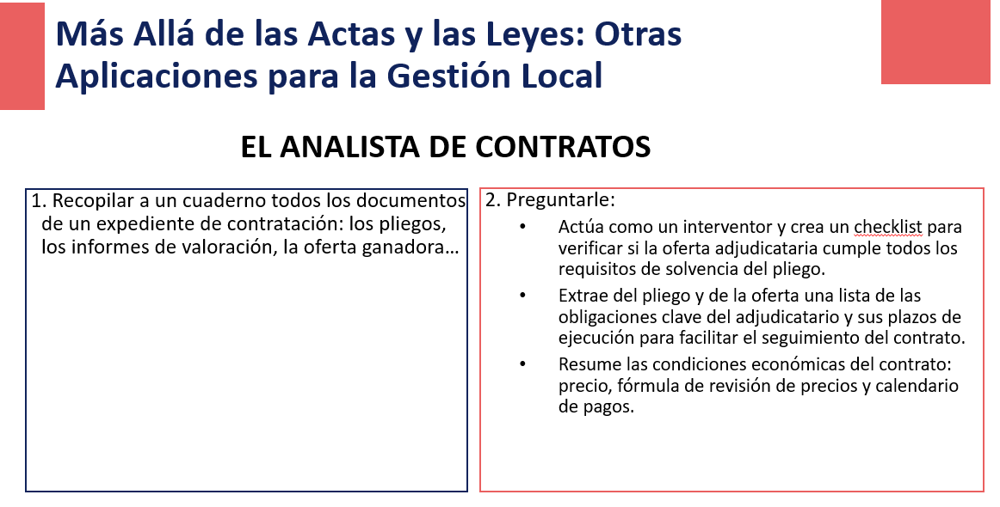 Más Allá de las Actas y las Leyes: Otras
Aplicaciones para la Gestión Local
EL ANALISTA DE CONTRATOS
1. Recopilar a un cuaderno todos los documentos
de un expediente de contratación: los pliegos,
los informes de valoración, la oferta ganadora…
2. Preguntarle:
• Actúa como un interventor y crea un checklist para
verificar si la oferta adjudicataria cumple todos los
requisitos de solvencia del pliego.
• Extrae del pliego y de la oferta una lista de las
obligaciones clave del adjudicatario y sus plazos de
ejecución para facilitar el seguimiento del contrato.
• Resume las condiciones económicas del contrato:
precio, fórmula de revisión de precios y calendario
de pagos.